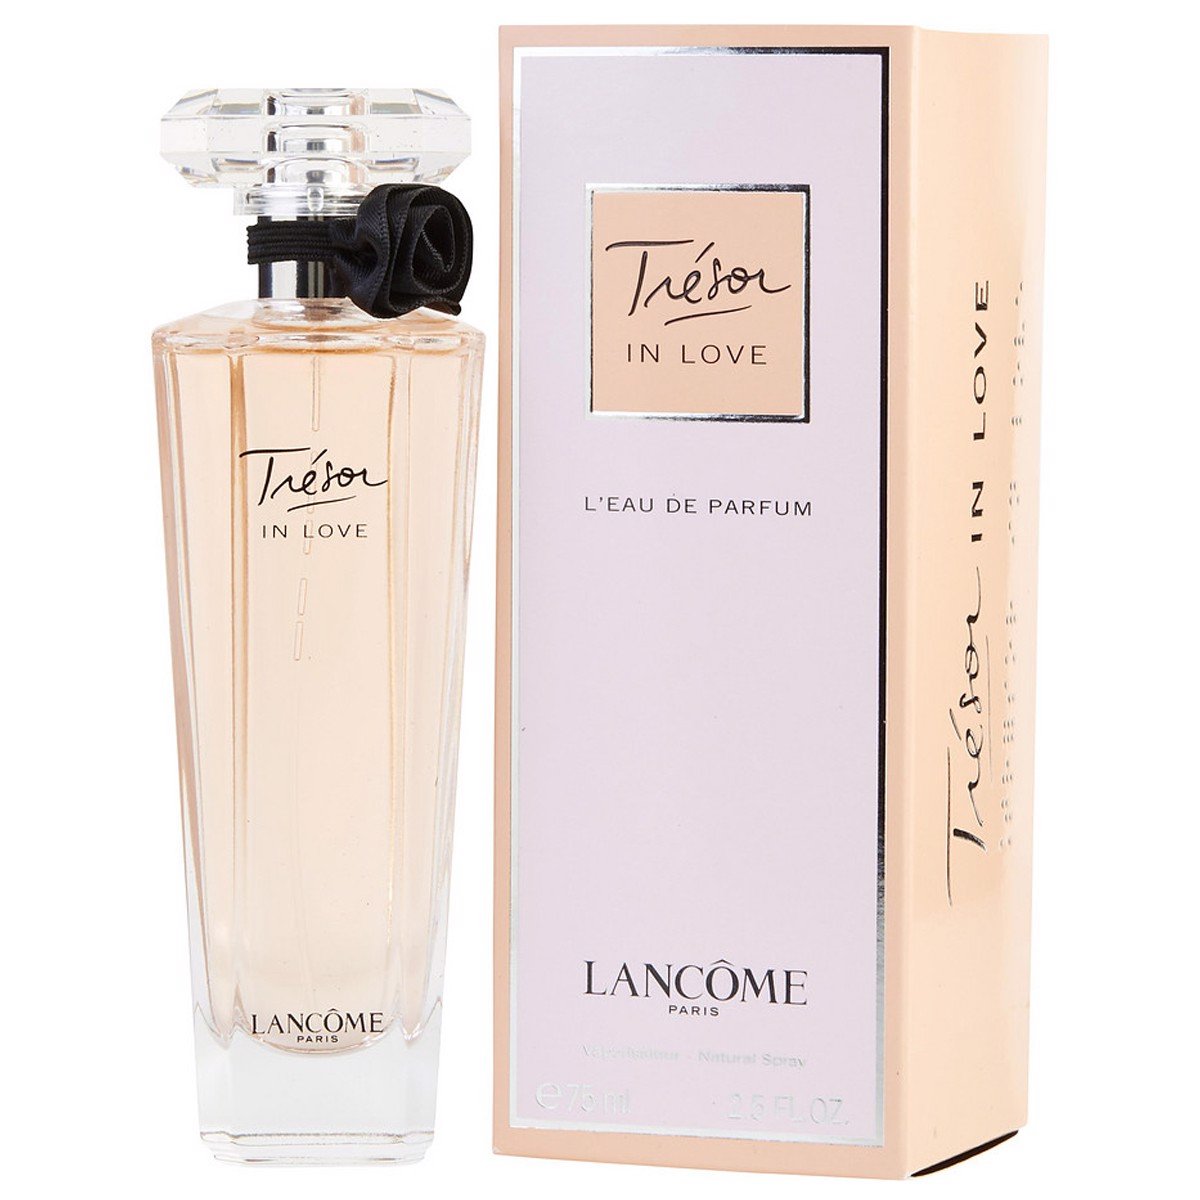 Trésor
IN LOVE
LANCÔME
PARIS
Trésor
IN LOVE
L'EAU DE PARFUM
LANCÔME
PARIS
Vaporisateur - Natural Spray
℮75 ml 2.5 FL.OZ.
Trésor IN LOVE